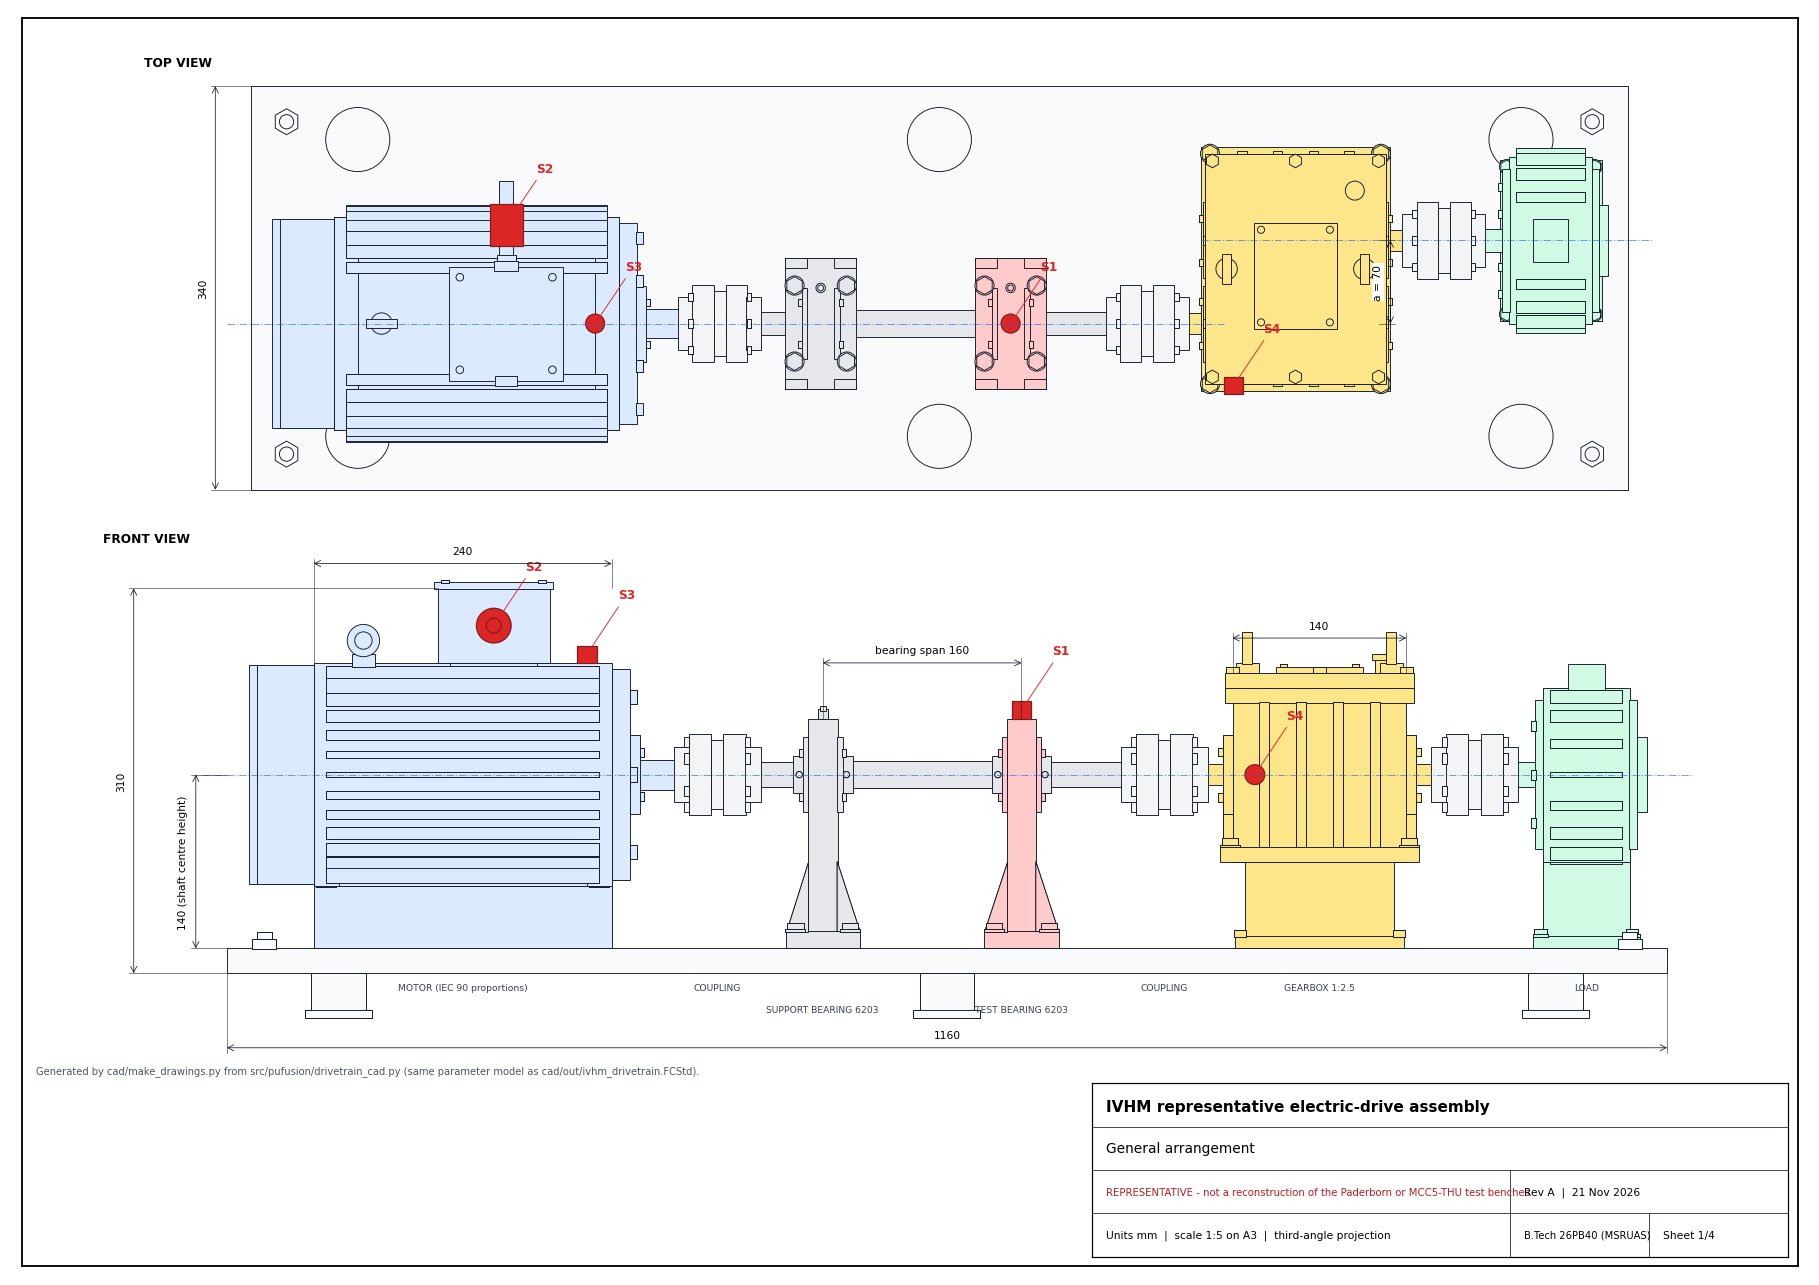 TOP VIEW
S2
S3
S1
340
a = 70
S4
FRONT VIEW
240
S2
S3
140
bearing span 160
S1
S4
310
140 (shaft centre height)
MOTOR (IEC 90 proportions)
COUPLING
COUPLING
GEARBOX 1:2.5
LOAD
SUPPORT BEARING 6203
TEST BEARING 6203
1160
Generated by cad/make_drawings.py from src/pufusion/drivetrain_cad.py (same parameter model as cad/out/ivhm_drivetrain.FCStd).
IVHM representative electric-drive assembly
General arrangement
REPRESENTATIVE - not a reconstruction of the Paderborn or MCC5-THU test benches
Rev A | 21 Nov 2026
Units mm | scale 1:5 on A3 | third-angle projection
B.Tech 26PB40 (MSRUAS)
Sheet 1/4